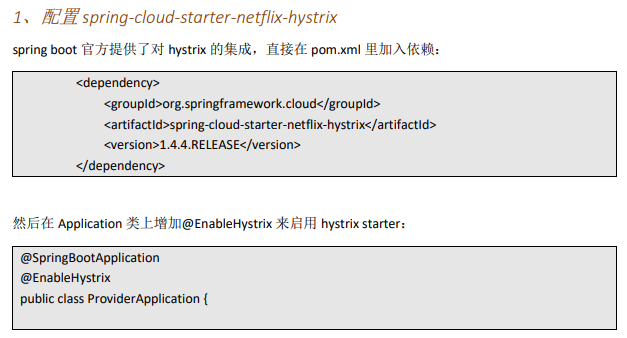 1、配置 spring-cloud-starter-netflix-hystrix
spring boot 官方提供了对 hystrix 的集成，直接在 pom.xml 里加入依赖：
<dependency>
<groupId>org.springframework.cloud</groupId>
<artifactId>spring-cloud-starter-netflix-hystrix</artifactId>
<version>1.4.4.RELEASE</version>
</dependency>
然后在 Application 类上增加@EnableHystrix 来启用 hystrix starter：
@SpringBootApplication
@EnableHystrix
public class ProviderApplication {